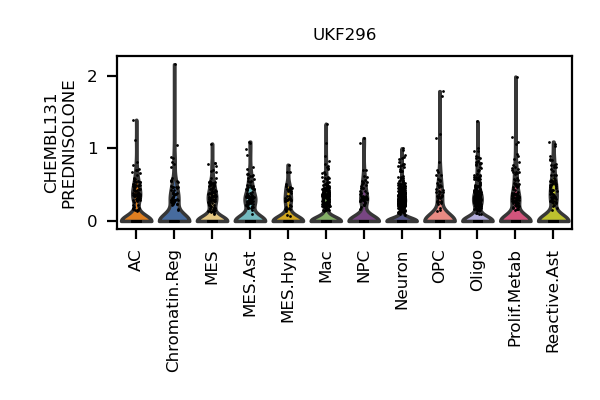 UKF296
CHEMBL131
PREDNISOLONE
2
1
0
AC
Chromatin.Reg
MES
MES.Ast
MES.Hyp
Mac
NPC
Neuron
OPC
Oligo
Prolif.Metab
Reactive.Ast